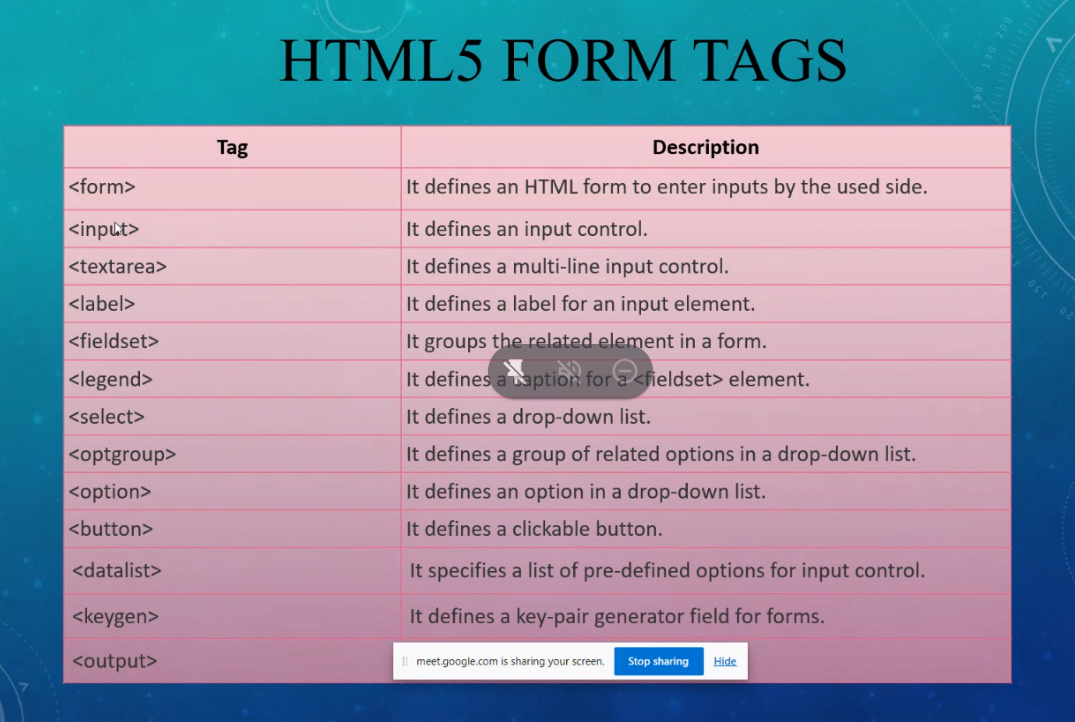 HTML5 FORM TAGS
Tag Description
<form> It defines an HTML form to enter inputs by the used side.
<input> It defines an input control.
<textarea> It defines a multi-line input control.
<label> It defines a label for an input element.
<fieldset> It groups the related element in a form.
<legend> It defines a caption for a <fieldset> element.
<select> It defines a drop-down list.
<optgroup> It defines a group of related options in a drop-down list.
<option> It defines an option in a drop-down list.
<button> It defines a clickable button.
<datalist> It specifies a list of pre-defined options for input control.
<keygen> It defines a key-pair generator field for forms.
<output>
meet.google.com is sharing your screen. Stop sharing Hide